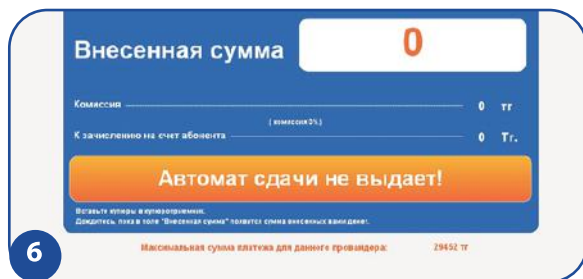 Внесенная сумма 0
Комиссия 0 тг
( комиссия 0% )
К зачислению на счет абонента 0 Тг.
Автомат сдачи не выдает!
Вставьте купюры в купюроприемник.
Дождитесь, пока в поле "Внесенная сумма" появится сумма внесенных вами денег.
6
Максимальная сумма платежа для данного провайдера: 29452 тг